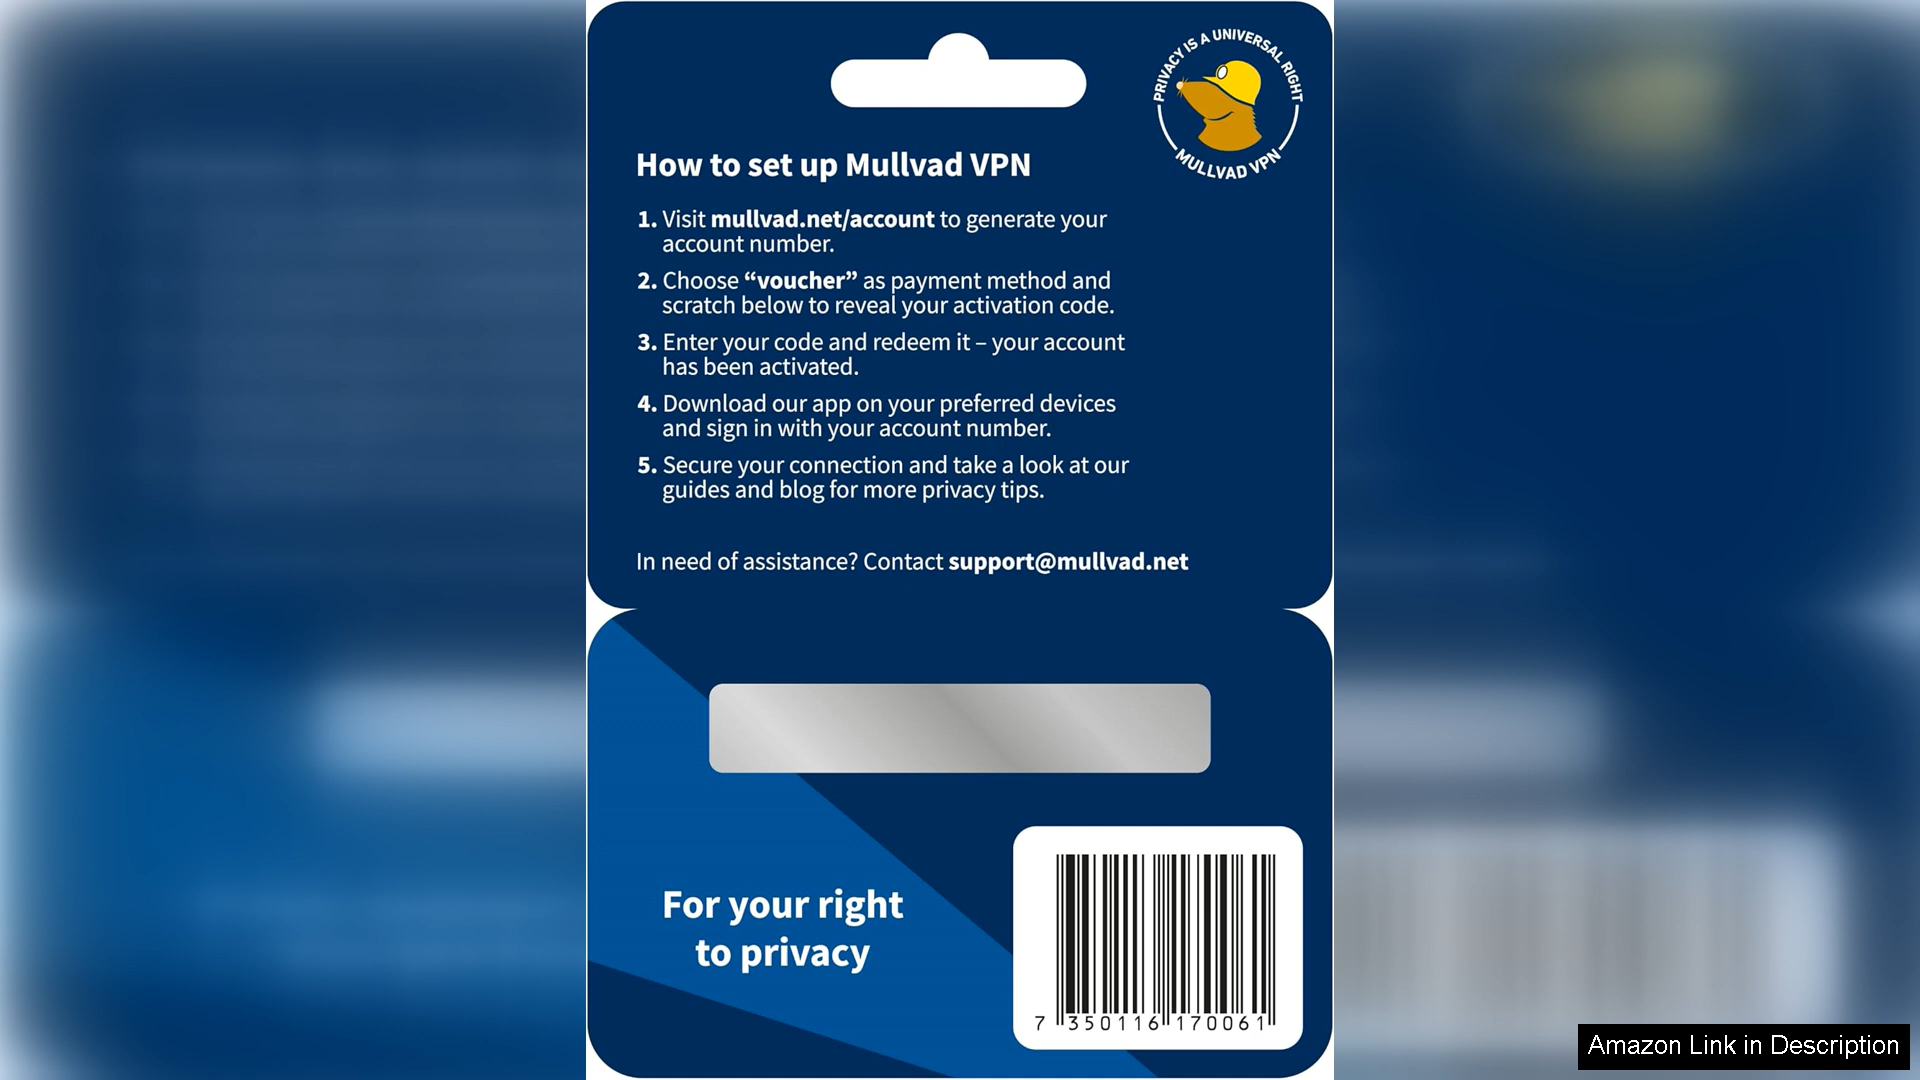 PRIVACY IS A UNIVERSAL RIGHT
MULLVAD VPN
How to set up Mullvad VPN
1. Visit mullvad.net/account to generate your
account number.
2. Choose “voucher” as payment method and
scratch below to reveal your activation code.
3. Enter your code and redeem it – your account
has been activated.
4. Download our app on your preferred devices
and sign in with your account number.
5. Secure your connection and take a look at our
guides and blog for more privacy tips.
In need of assistance? Contact support@mullvad.net
For your right
to privacy
7 350116 170061
Amazon Link in Description